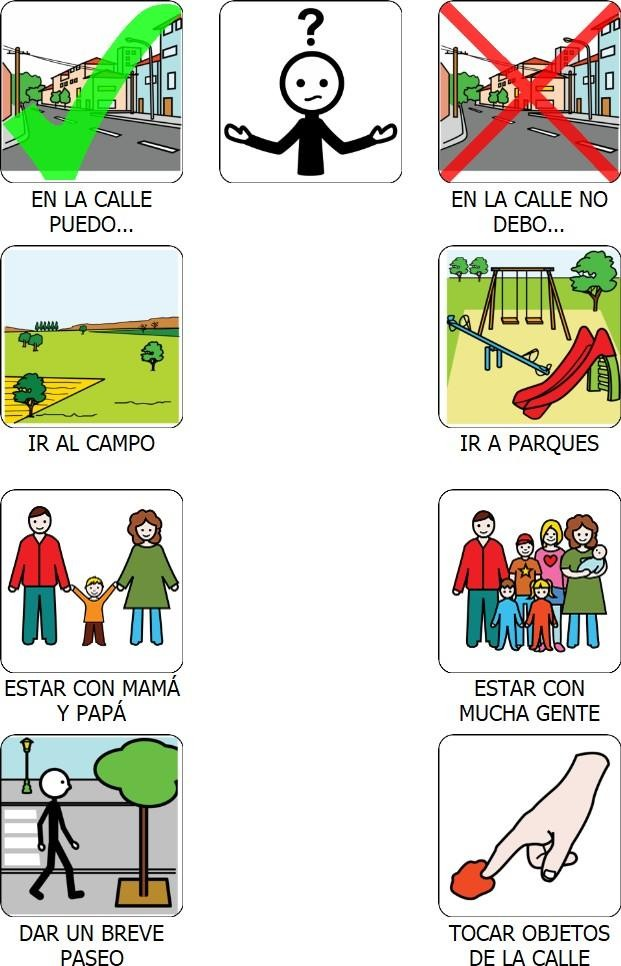 ?
EN LA CALLE
PUEDO...
EN LA CALLE NO
DEBO...
IR AL CAMPO
IR A PARQUES
ESTAR CON MAMÁ
Y PAPÁ
ESTAR CON
MUCHA GENTE
DAR UN BREVE
PASEO
TOCAR OBJETOS
DE LA CALLE